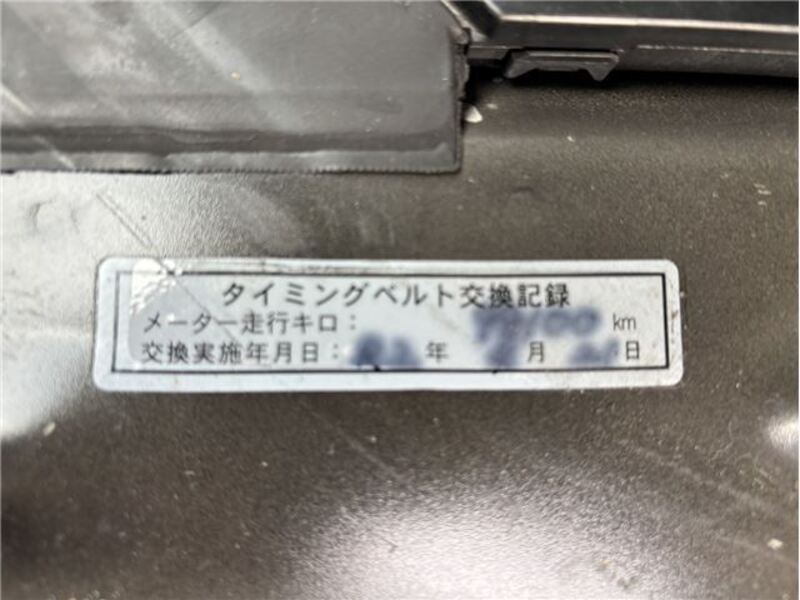 タイミングベルト交換記録
メーター走行キロ: km
交換実施年月日: 年 月 日